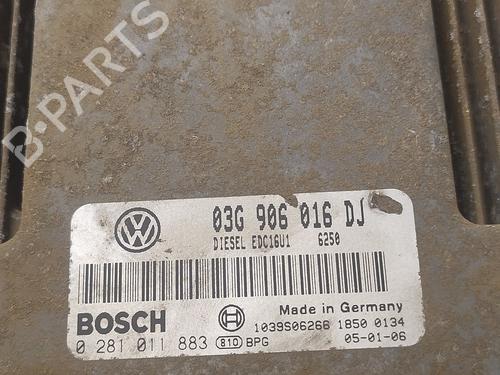 B-PARTS
03G 906 016 DJ
DIESEL EDC16U1 6250
BOSCH
Made in Germany
1039S06266 1850 0134
0 281 011 883 810 BPG 05-01-06